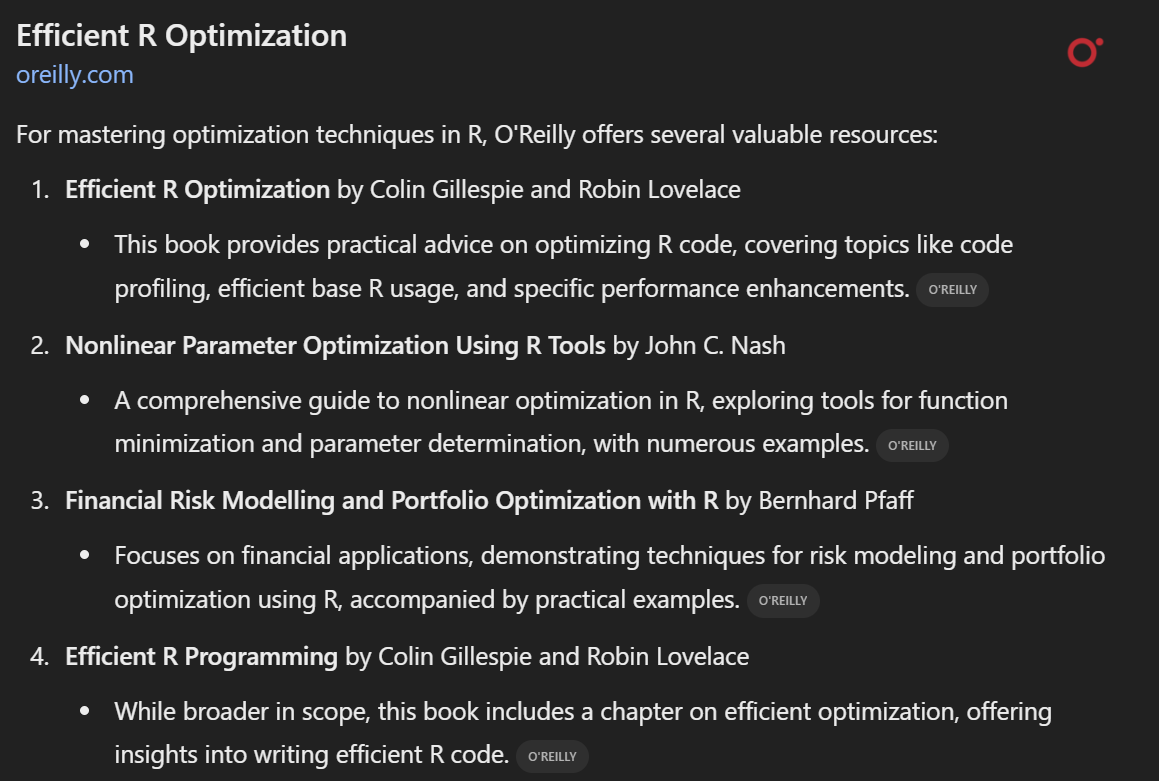 Efficient R Optimization
oreilly.com
For mastering optimization techniques in R, O'Reilly offers several valuable resources:
1. Efficient R Optimization by Colin Gillespie and Robin Lovelace
• This book provides practical advice on optimizing R code, covering topics like code
profiling, efficient base R usage, and specific performance enhancements. O'REILLY
2. Nonlinear Parameter Optimization Using R Tools by John C. Nash
• A comprehensive guide to nonlinear optimization in R, exploring tools for function
minimization and parameter determination, with numerous examples. O'REILLY
3. Financial Risk Modelling and Portfolio Optimization with R by Bernhard Pfaff
• Focuses on financial applications, demonstrating techniques for risk modeling and portfolio
optimization using R, accompanied by practical examples. O'REILLY
4. Efficient R Programming by Colin Gillespie and Robin Lovelace
• While broader in scope, this book includes a chapter on efficient optimization, offering
insights into writing efficient R code. O'REILLY